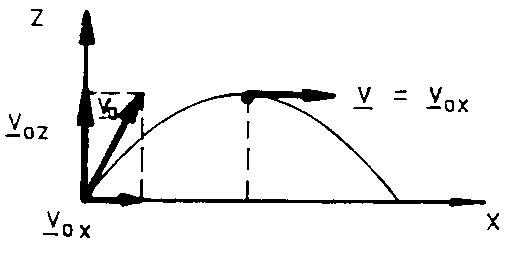 Z
V₀
V₀z
V = V₀x
V₀x
X